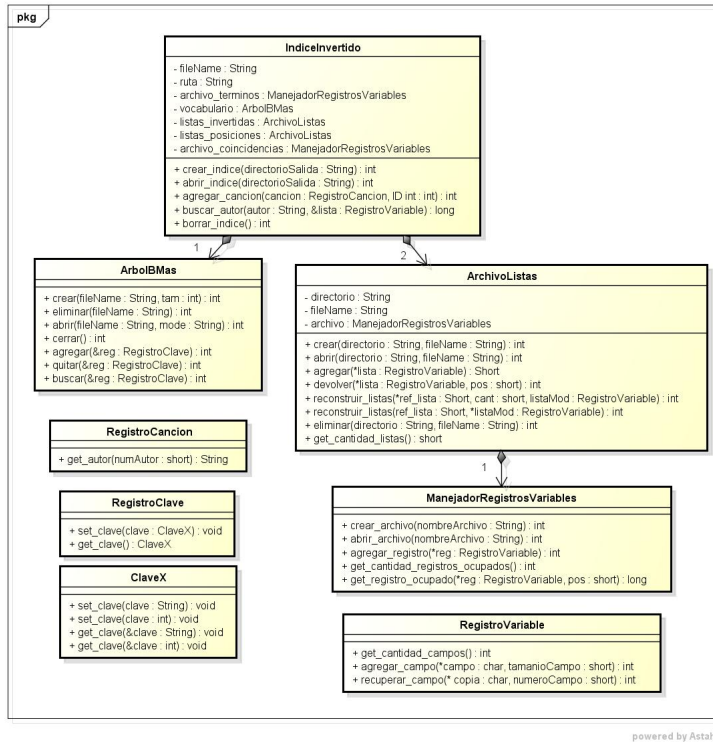 pkg
IndiceInvertido
- fileName : String
- ruta : String
- archivo_terminos : ManejadorRegistrosVariables
- vocabulario : ArbolBMas
- listas_invertidas : ArchivoListas
- listas_posiciones : ArchivoListas
- archivo_coincidencias : ManejadorRegistrosVariables
+ crear_indice(directorioSalida : String) : int
+ abrir_indice(directorioSalida : String) : int
+ agregar_cancion(cancion : RegistroCancion, ID int : int) : int
+ buscar_autor(autor : String, &lista : RegistroVariable) : long
+ borrar_indice() : int
1
2
ArbolBMas
+ crear(fileName : String, tam : int) : int
+ eliminar(fileName : String) : int
+ abrir(fileName : String, mode : String) : int
+ cerrar() : int
+ agregar(&reg : RegistroClave) : int
+ quitar(&reg : RegistroClave) : int
+ buscar(&reg : RegistroClave) : int
ArchivoListas
- directorio : String
- fileName : String
- archivo : ManejadorRegistrosVariables
+ crear(directorio : String, fileName : String) : int
+ abrir(directorio : String, fileName : String) : int
+ agregar(*lista : RegistroVariable) : Short
+ devolver(*lista : RegistroVariable, pos : short) : int
+ reconstruir_listas(*ref_lista : Short, cant : short, listaMod : RegistroVariable) : int
+ reconstruir_listas(ref_lista : Short, *listaMod : RegistroVariable) : int
+ eliminar(directorio : String, fileName : String) : int
+ get_cantidad_listas() : short
RegistroCancion
+ get_autor(numAutor : short) : String
1
RegistroClave
+ set_clave(clave : ClaveX) : void
+ get_clave() : ClaveX
ManejadorRegistrosVariables
+ crear_archivo(nombreArchivo : String) : int
+ abrir_archivo(nombreArchivo : String) : int
+ agregar_registro(*reg : RegistroVariable) : int
+ get_cantidad_registros_ocupados() : int
+ get_registro_ocupado(*reg : RegistroVariable, pos : short) : long
ClaveX
+ set_clave(clave : String) : void
+ set_clave(clave : int) : void
+ get_clave(&clave : String) : void
+ get_clave(&clave : int) : void
RegistroVariable
+ get_cantidad_campos() : int
+ agregar_campo(*campo : char, tamanioCampo : short) : int
+ recuperar_campo(* copia : char, numeroCampo : short) : int
powered by Astah